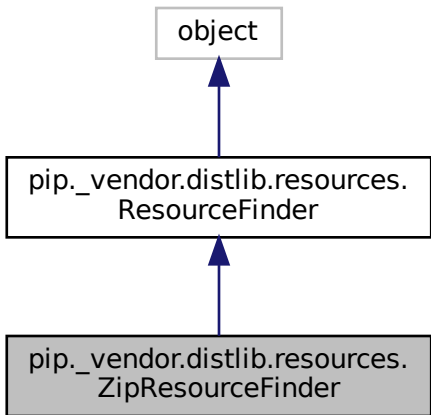 object
pip._vendor.distlib.resources.
ResourceFinder
pip._vendor.distlib.resources.
ZipResourceFinder